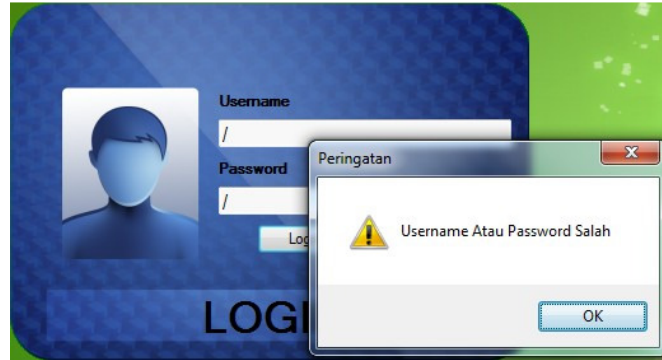 Username
/
Password
/
Peringatan
Username Atau Password Salah
OK